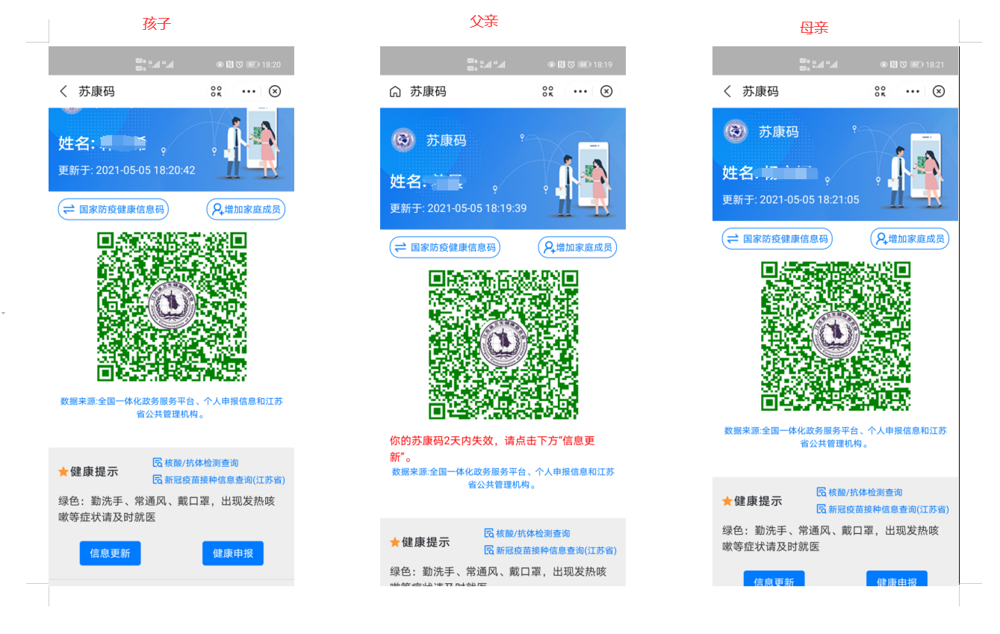 孩子
18:20
苏康码
姓名:
更新于: 2021-05-05 18:20:42
国家防疫健康信息码
增加家庭成员
数据来源:全国一体化政务服务平台、个人申报信息和江苏
省公共管理机构。
健康提示
核酸/抗体检测查询
新冠疫苗接种信息查询(江苏省)
绿色：勤洗手、常通风、戴口罩，出现发热咳
嗽等症状请及时就医
信息更新
健康申报
父亲
18:19
苏康码
苏康码
姓名:
更新于: 2021-05-05 18:19:39
国家防疫健康信息码
增加家庭成员
你的苏康码2天内失效，请点击下方“信息更
新”。
数据来源:全国一体化政务服务平台、个人申报信息和江苏
省公共管理机构。
健康提示
核酸/抗体检测查询
新冠疫苗接种信息查询(江苏省)
绿色：勤洗手、常通风、戴口罩，出现发热咳
母亲
18:21
苏康码
苏康码
姓名:
更新于: 2021-05-05 18:21:05
国家防疫健康信息码
增加家庭成员
数据来源:全国一体化政务服务平台、个人申报信息和江苏
省公共管理机构。
健康提示
核酸/抗体检测查询
新冠疫苗接种信息查询(江苏省)
绿色：勤洗手、常通风、戴口罩，出现发热咳
嗽等症状请及时就医
信息更新
健康申报